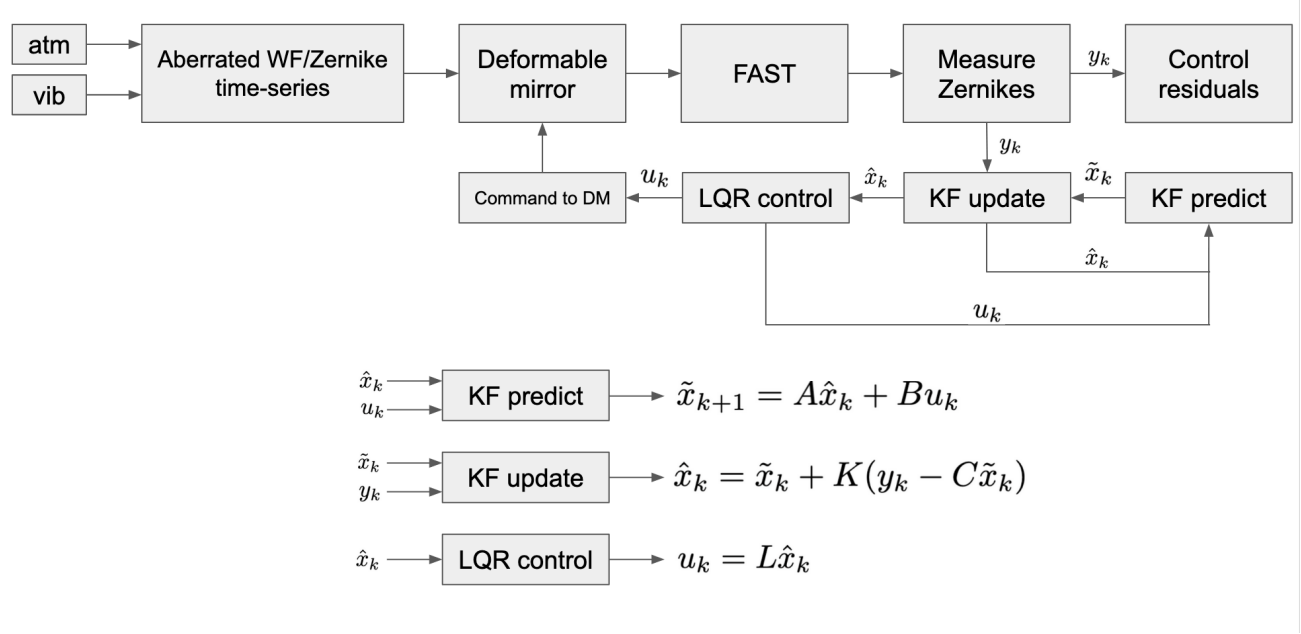 atm
vib
Aberrated WF/Zernike
time-series
Deformable
mirror
FAST
Measure
Zernikes
y_k
Control
residuals
y_k
Command to DM
u_k
LQR control
x̂_k
KF update
x̃_k
KF predict
x̂_k
u_k
x̂_k
u_k
KF predict
x̃_{k+1} = Ax̂_k + Bu_k
x̃_k
y_k
KF update
x̂_k = x̃_k + K(y_k − Cx̃_k)
x̂_k
LQR control
u_k = Lx̂_k